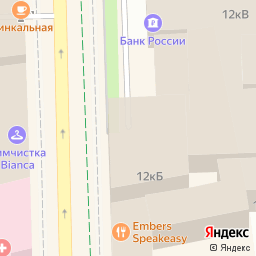 инкальная
12кВ
Банк России
имчистка
Bianca
12кБ
Embers
Speakeasy
Яндекс
© Яндекс